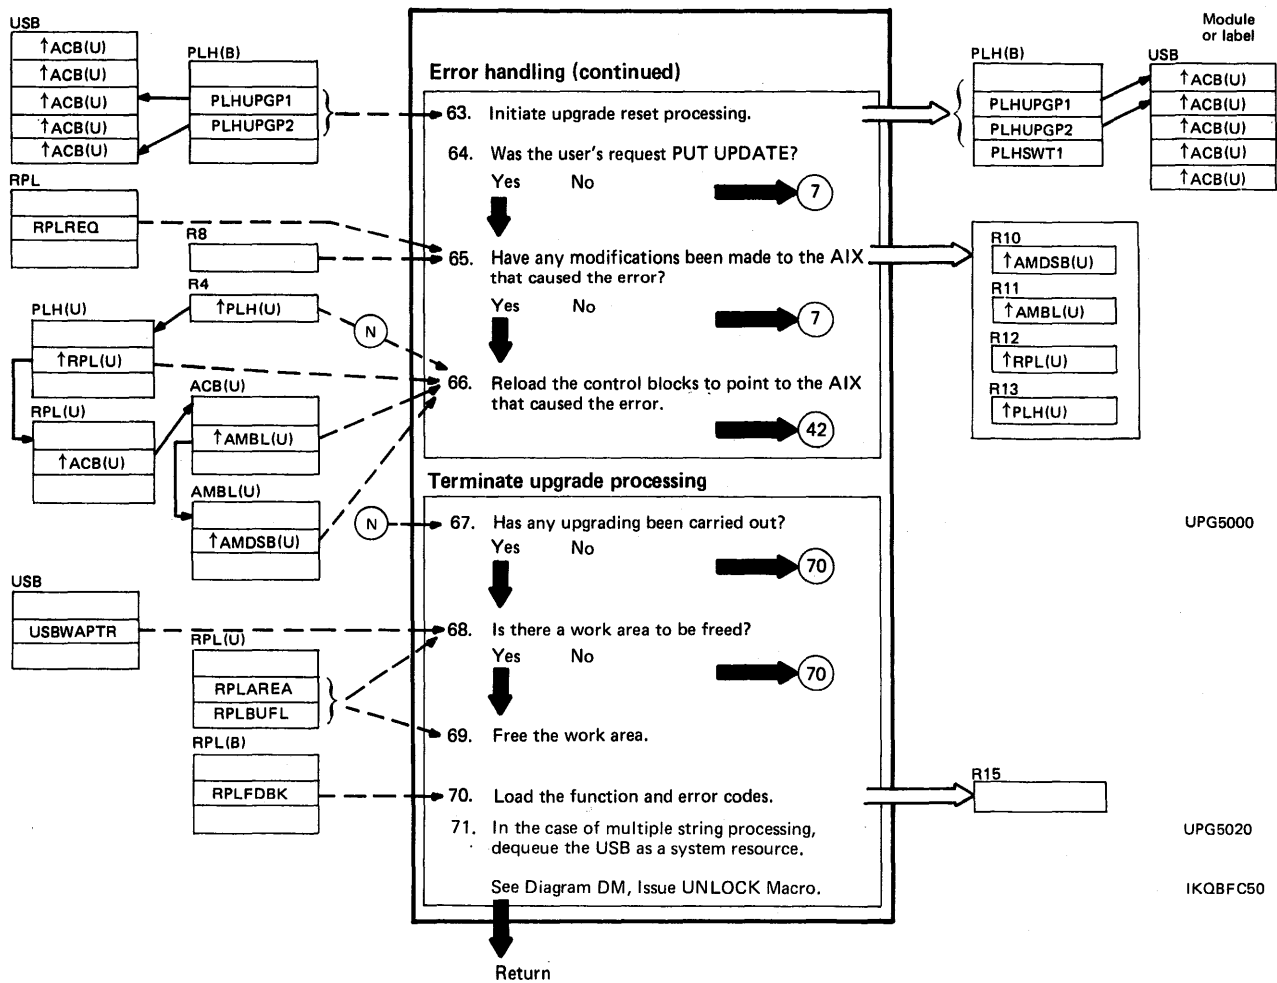 USB
↑ACB(U)
↑ACB(U)
↑ACB(U)
↑ACB(U)
↑ACB(U)
PLH(B)
PLHUPGP1
PLHUPGP2
RPL
RPLREQ
R8
R4
↑PLH(U)
N
PLH(U)
↑RPL(U)
RPL(U)
↑ACB(U)
ACB(U)
↑AMBL(U)
AMBL(U)
↑AMDSB(U)
N
USB
USBWAPTR
RPL(U)
RPLAREA
RPLBUFL
RPL(B)
RPLFDBK
Error handling (continued)
63. Initiate upgrade reset processing.
64. Was the user's request PUT UPDATE?
Yes No
7
65. Have any modifications been made to the AIX
that caused the error?
Yes No
7
66. Reload the control blocks to point to the AIX
that caused the error.
42
Terminate upgrade processing
67. Has any upgrading been carried out?
Yes No
70
68. Is there a work area to be freed?
Yes No
70
69. Free the work area.
70. Load the function and error codes.
71. In the case of multiple string processing,
dequeue the USB as a system resource.
See Diagram DM, Issue UNLOCK Macro.
Return
Module
or label
PLH(B)
PLHUPGP1
PLHUPGP2
PLHSWT1
USB
↑ACB(U)
↑ACB(U)
↑ACB(U)
↑ACB(U)
↑ACB(U)
R10
↑AMDSB(U)
R11
↑AMBL(U)
R12
↑RPL(U)
R13
↑PLH(U)
UPG5000
R15
UPG5020
IKQBFC50